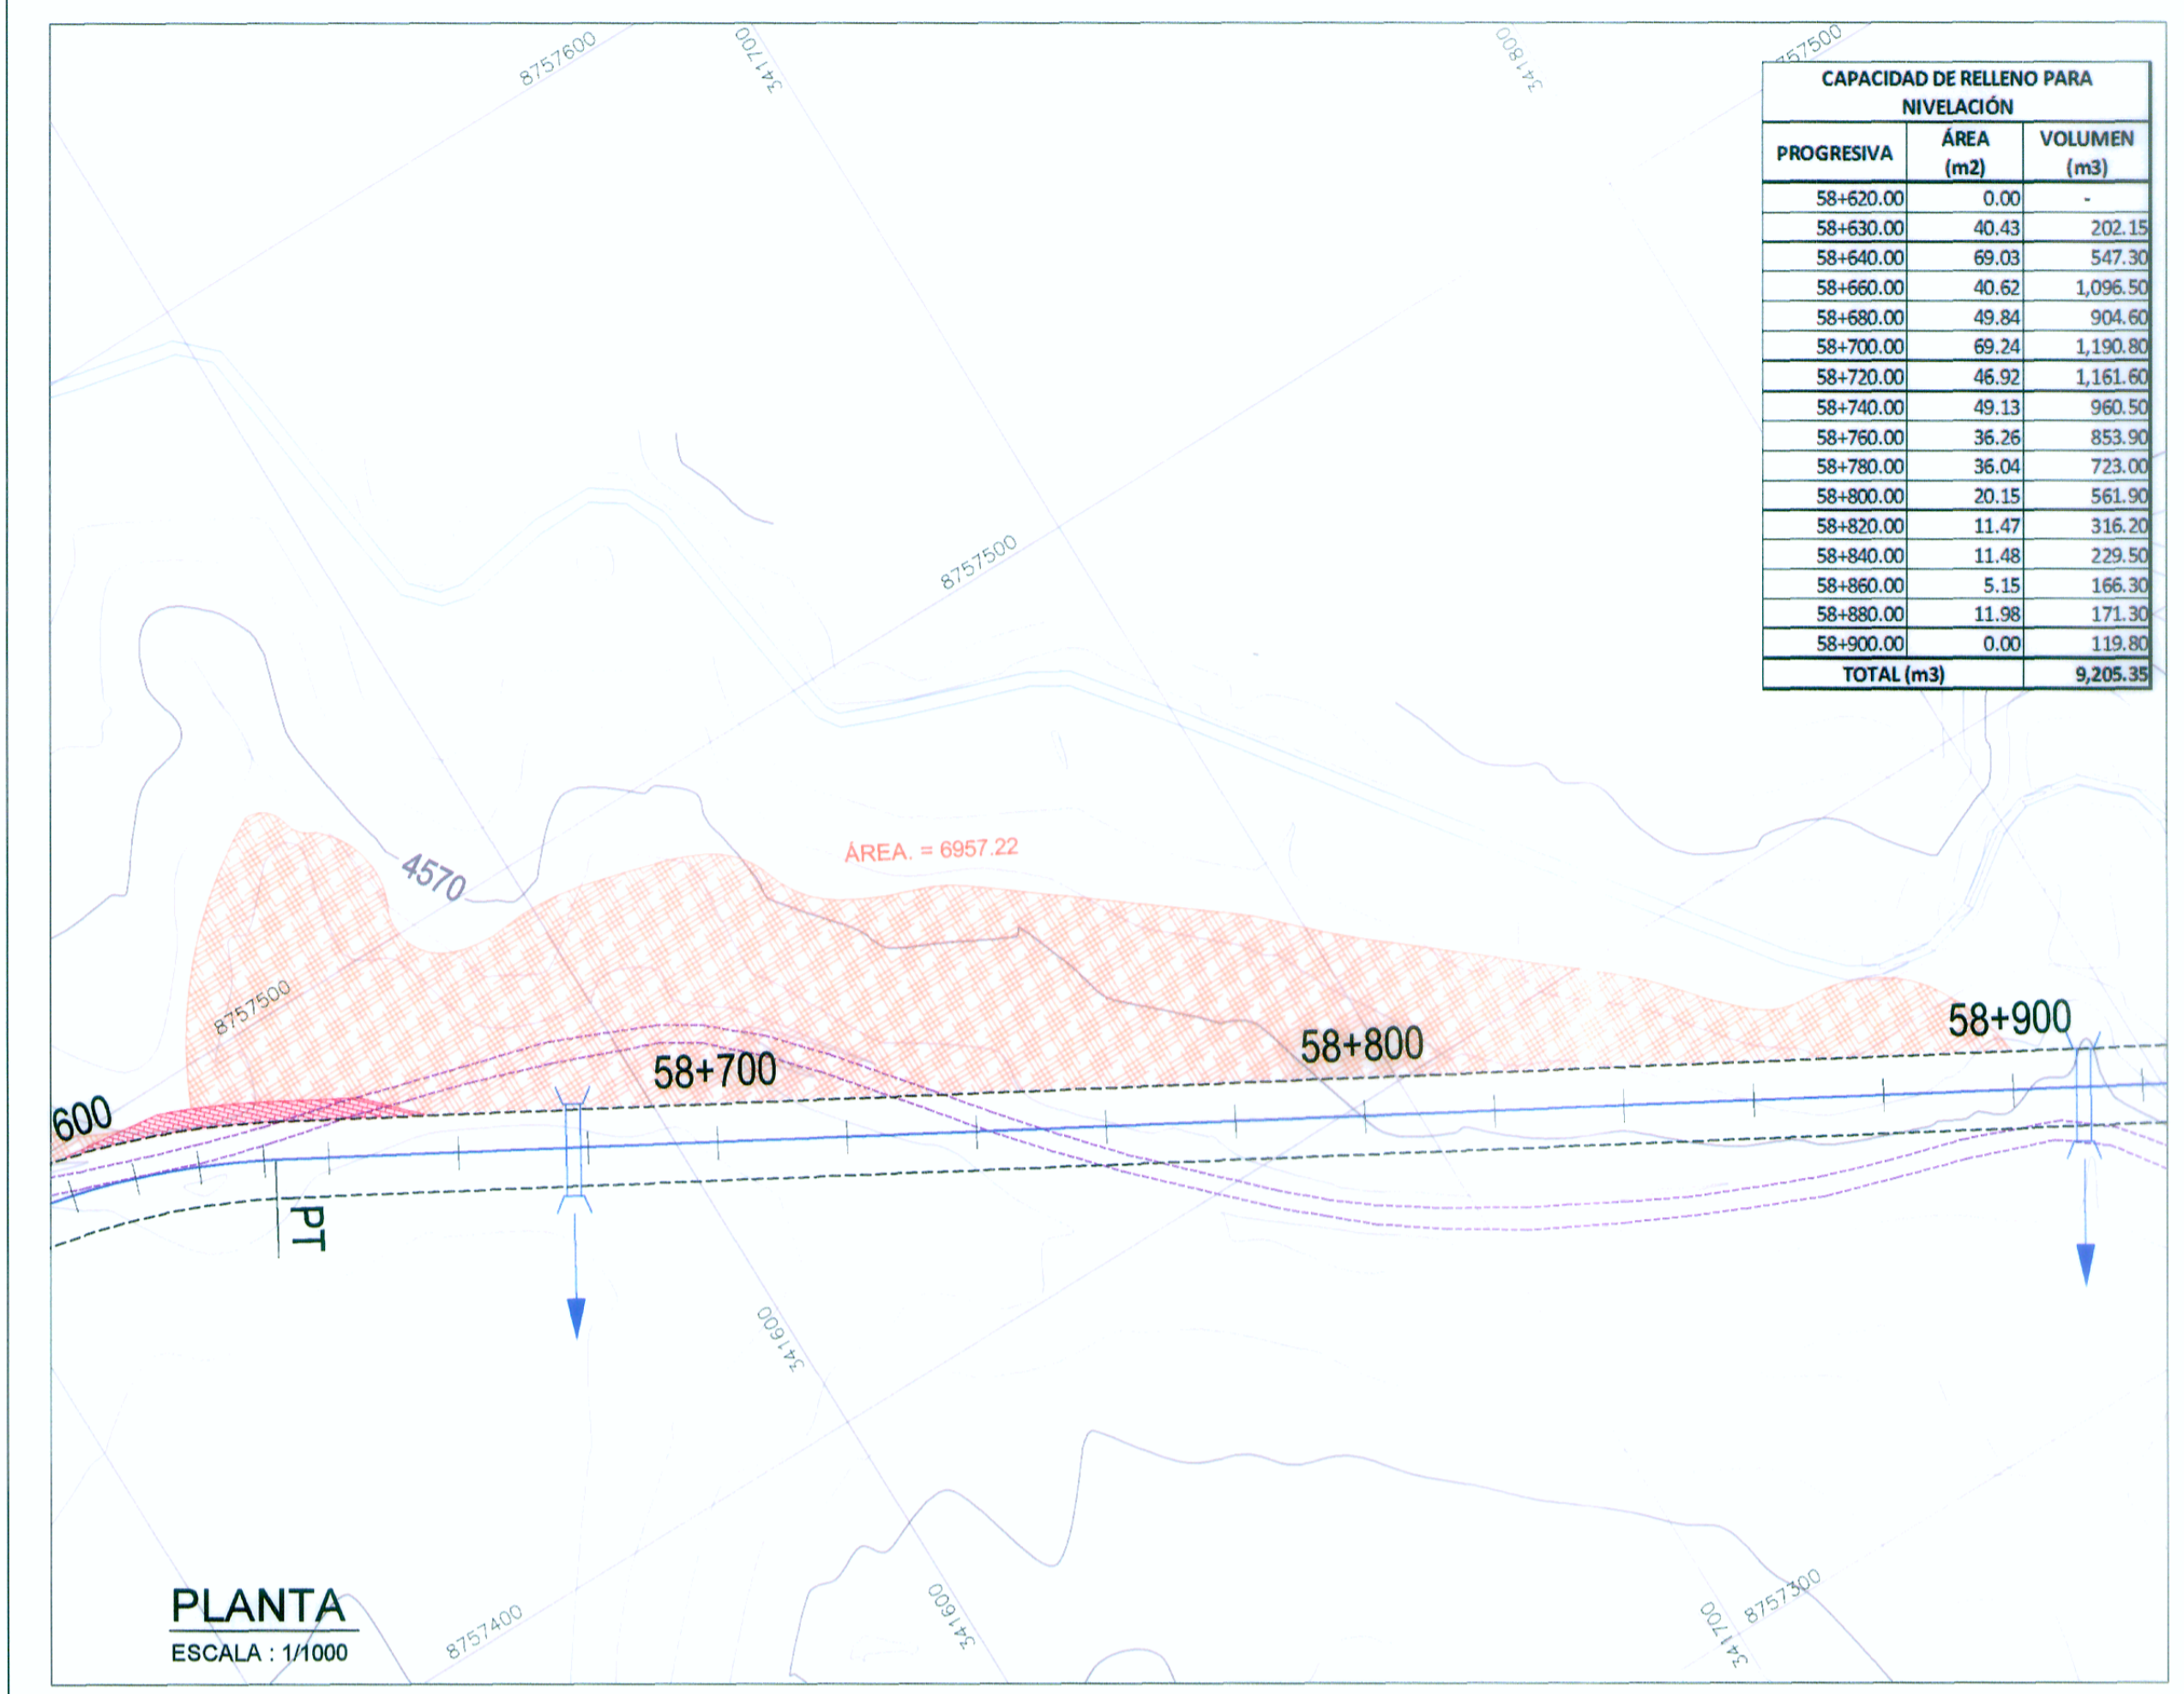 8757600
341700
341800
757500
CAPACIDAD DE RELLENO PARA
NIVELACIÓN
PROGRESIVA ÁREA (m2) VOLUMEN (m3)
58+620.00 0.00 -
58+630.00 40.43 202.15
58+640.00 69.03 547.30
58+660.00 40.62 1,096.50
58+680.00 49.84 904.60
58+700.00 69.24 1,190.80
58+720.00 46.92 1,161.60
58+740.00 49.13 960.50
58+760.00 36.26 853.90
58+780.00 36.04 723.00
58+800.00 20.15 561.90
58+820.00 11.47 316.20
58+840.00 11.48 229.50
58+860.00 5.15 166.30
58+880.00 11.98 171.30
58+900.00 0.00 119.80
TOTAL (m3) 9,205.35
8757500
ÁREA. = 6957.22
4570
8757500
600
58+700
58+800
58+900
PT
341600
341600
341700
8757300
8757400
PLANTA
ESCALA : 1/1000